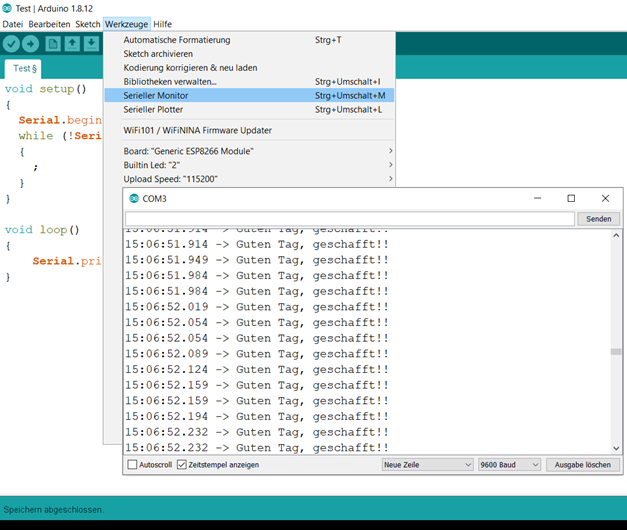 Test | Arduino 1.8.12
Datei Bearbeiten Sketch Werkzeuge Hilfe
Test §
Automatische Formatierung Strg+T
Sketch archivieren
Kodierung korrigieren & neu laden
Bibliotheken verwalten... Strg+Umschalt+I
Serieller Monitor Strg+Umschalt+M
Serieller Plotter Strg+Umschalt+L
WiFi101 / WiFiNINA Firmware Updater
Board: "Generic ESP8266 Module"
Builtin Led: "2"
Upload Speed: "115200"
void setup()
{
Serial.begin
while (!Seri
{
;
}
}
void loop()
{
Serial.pri
}
COM3
Senden
15:06:51.914 -> Guten Tag, geschafft!!
15:06:51.914 -> Guten Tag, geschafft!!
15:06:51.949 -> Guten Tag, geschafft!!
15:06:51.984 -> Guten Tag, geschafft!!
15:06:51.984 -> Guten Tag, geschafft!!
15:06:52.019 -> Guten Tag, geschafft!!
15:06:52.054 -> Guten Tag, geschafft!!
15:06:52.054 -> Guten Tag, geschafft!!
15:06:52.089 -> Guten Tag, geschafft!!
15:06:52.124 -> Guten Tag, geschafft!!
15:06:52.159 -> Guten Tag, geschafft!!
15:06:52.159 -> Guten Tag, geschafft!!
15:06:52.194 -> Guten Tag, geschafft!!
15:06:52.232 -> Guten Tag, geschafft!!
15:06:52.232 -> Guten Tag, geschafft!!
Autoscroll Zeitstempel anzeigen Neue Zeile 9600 Baud Ausgabe löschen
Speichern abgeschlossen.